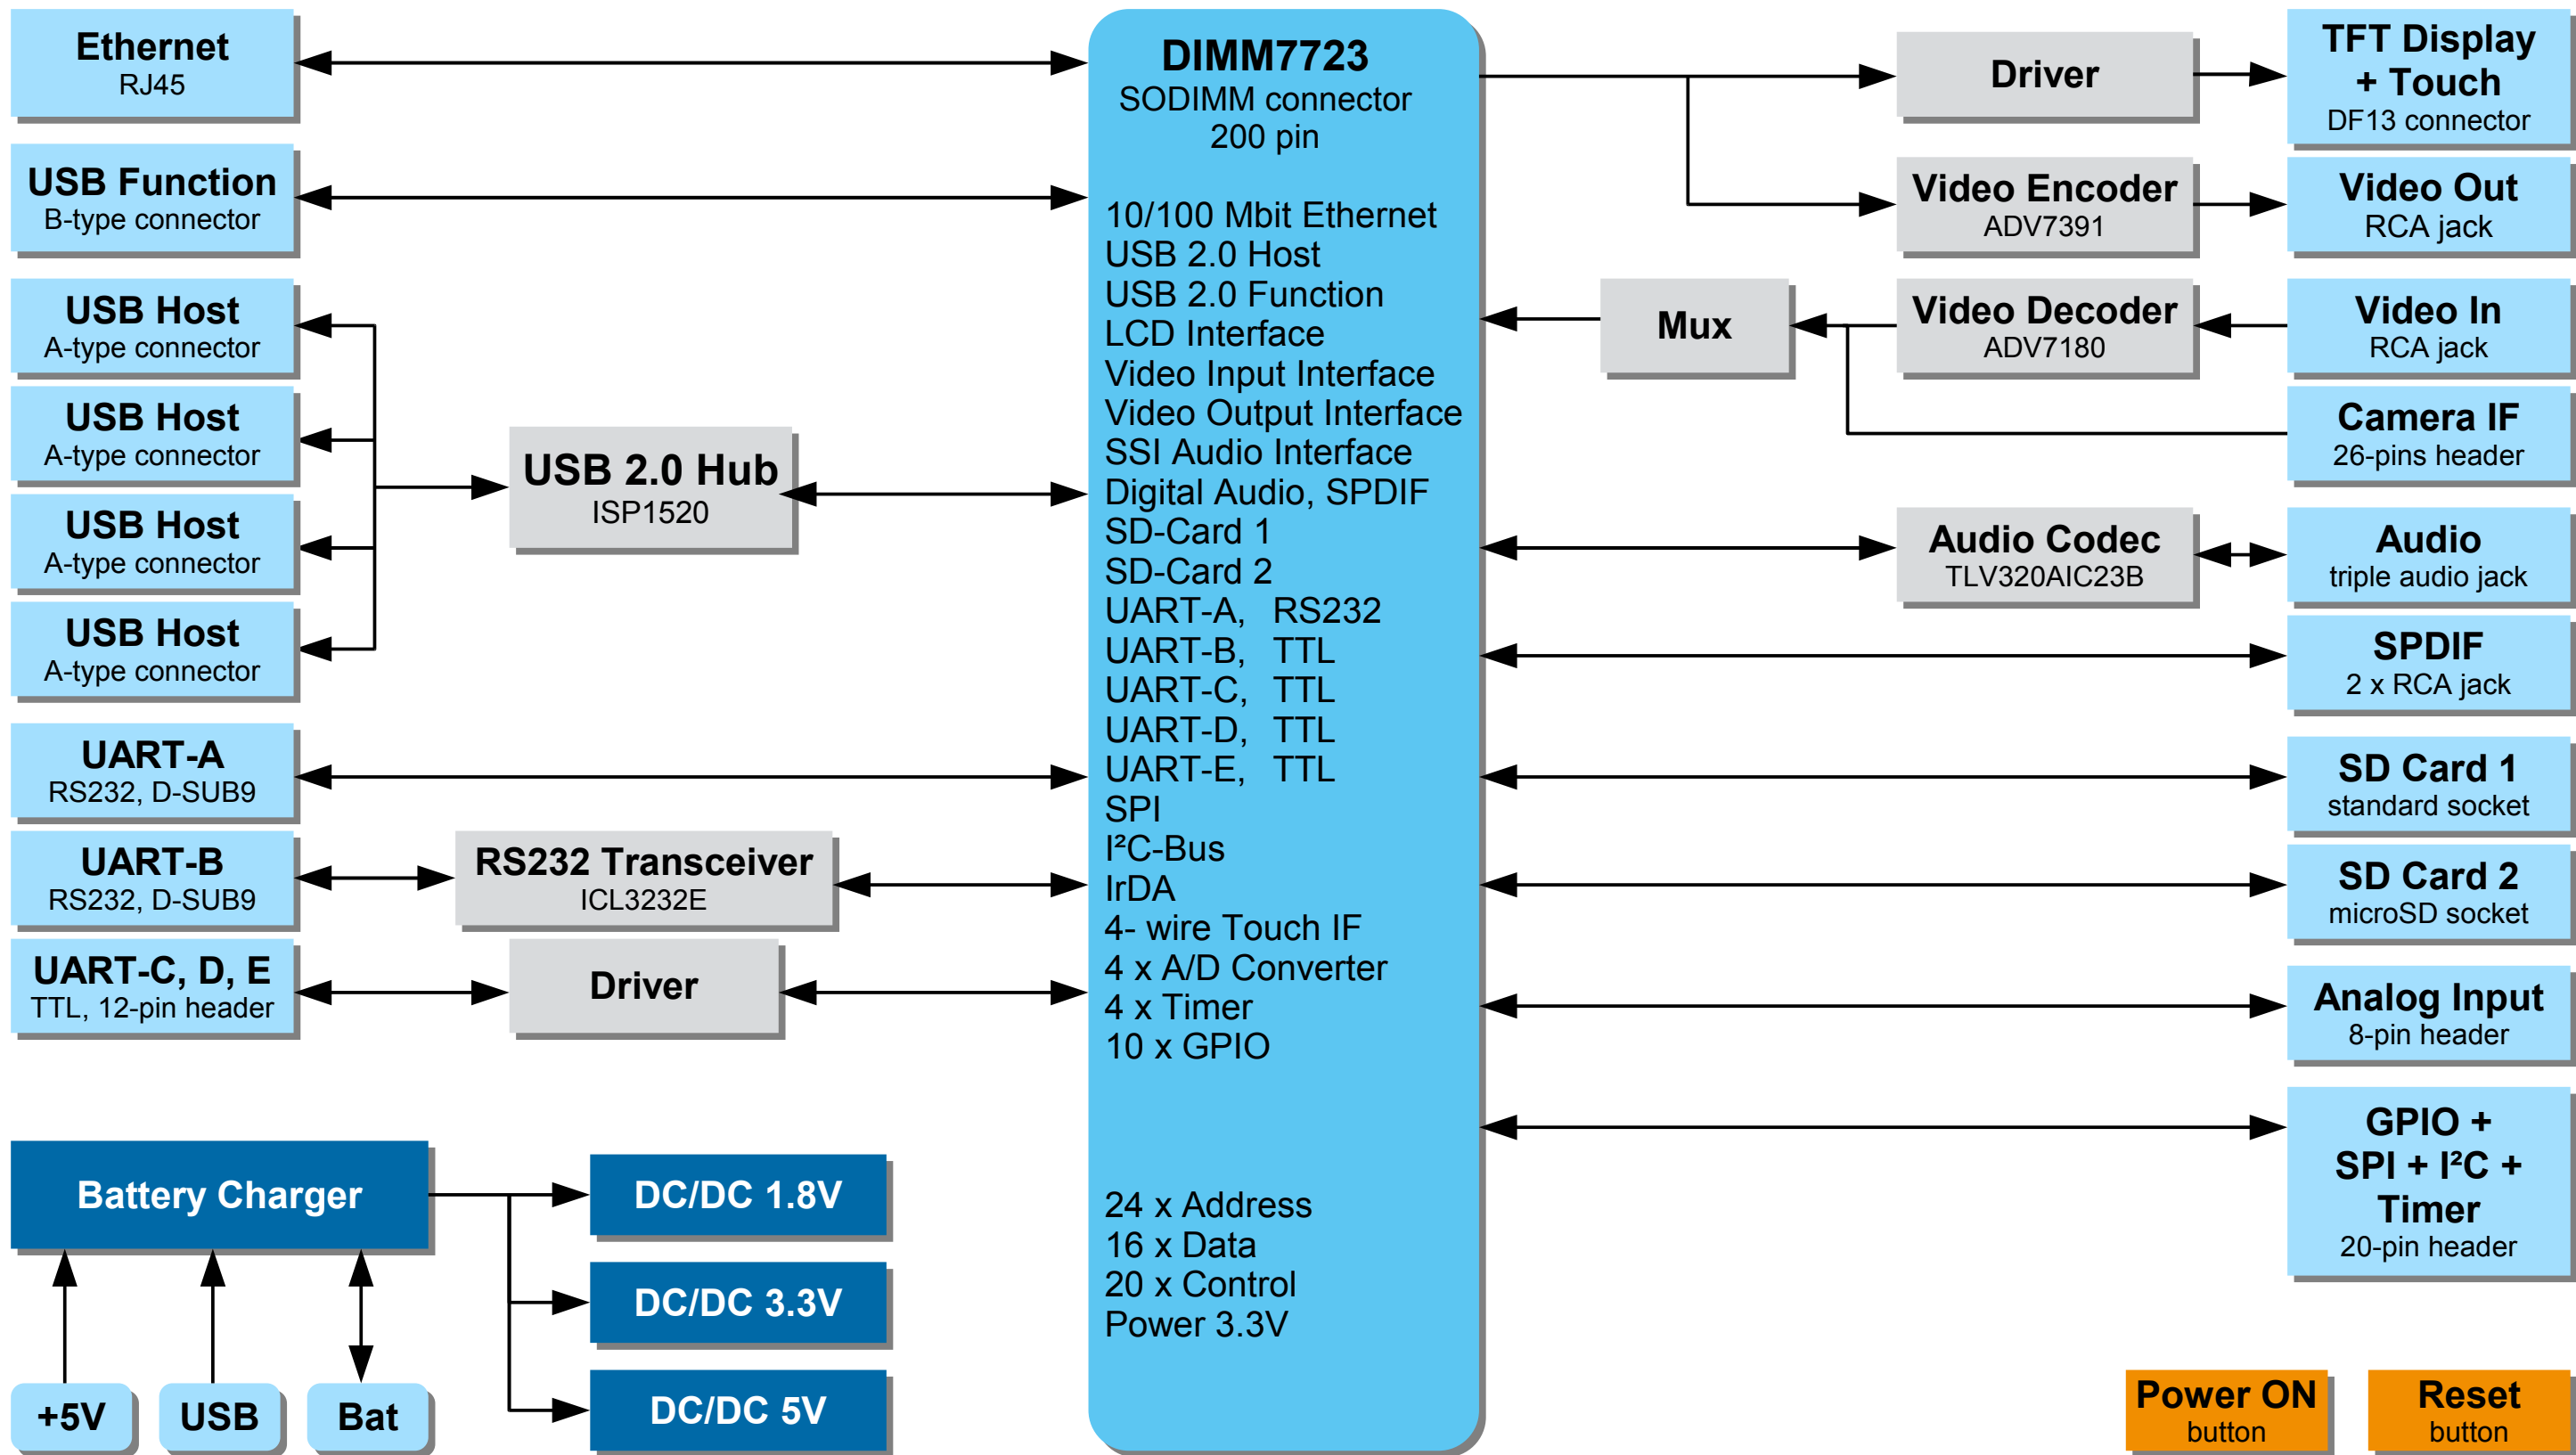 Ethernet
RJ45
USB Function
B-type connector
USB Host
A-type connector
USB Host
A-type connector
USB Host
A-type connector
USB Host
A-type connector
USB 2.0 Hub
ISP1520
UART-A
RS232, D-SUB9
UART-B
RS232, D-SUB9
RS232 Transceiver
ICL3232E
UART-C, D, E
TTL, 12-pin header
Driver
Battery Charger
+5V
USB
Bat
DC/DC 1.8V
DC/DC 3.3V
DC/DC 5V
DIMM7723
SODIMM connector
200 pin
10/100 Mbit Ethernet
USB 2.0 Host
USB 2.0 Function
LCD Interface
Video Input Interface
Video Output Interface
SSI Audio Interface
Digital Audio, SPDIF
SD-Card 1
SD-Card 2
UART-A, RS232
UART-B, TTL
UART-C, TTL
UART-D, TTL
UART-E, TTL
SPI
I²C-Bus
IrDA
4- wire Touch IF
4 x A/D Converter
4 x Timer
10 x GPIO
24 x Address
16 x Data
20 x Control
Power 3.3V
Driver
TFT Display
+ Touch
DF13 connector
Video Encoder
ADV7391
Video Out
RCA jack
Mux
Video Decoder
ADV7180
Video In
RCA jack
Camera IF
26-pins header
Audio Codec
TLV320AIC23B
Audio
triple audio jack
SPDIF
2 x RCA jack
SD Card 1
standard socket
SD Card 2
microSD socket
Analog Input
8-pin header
GPIO +
SPI + I²C +
Timer
20-pin header
Power ON
button
Reset
button